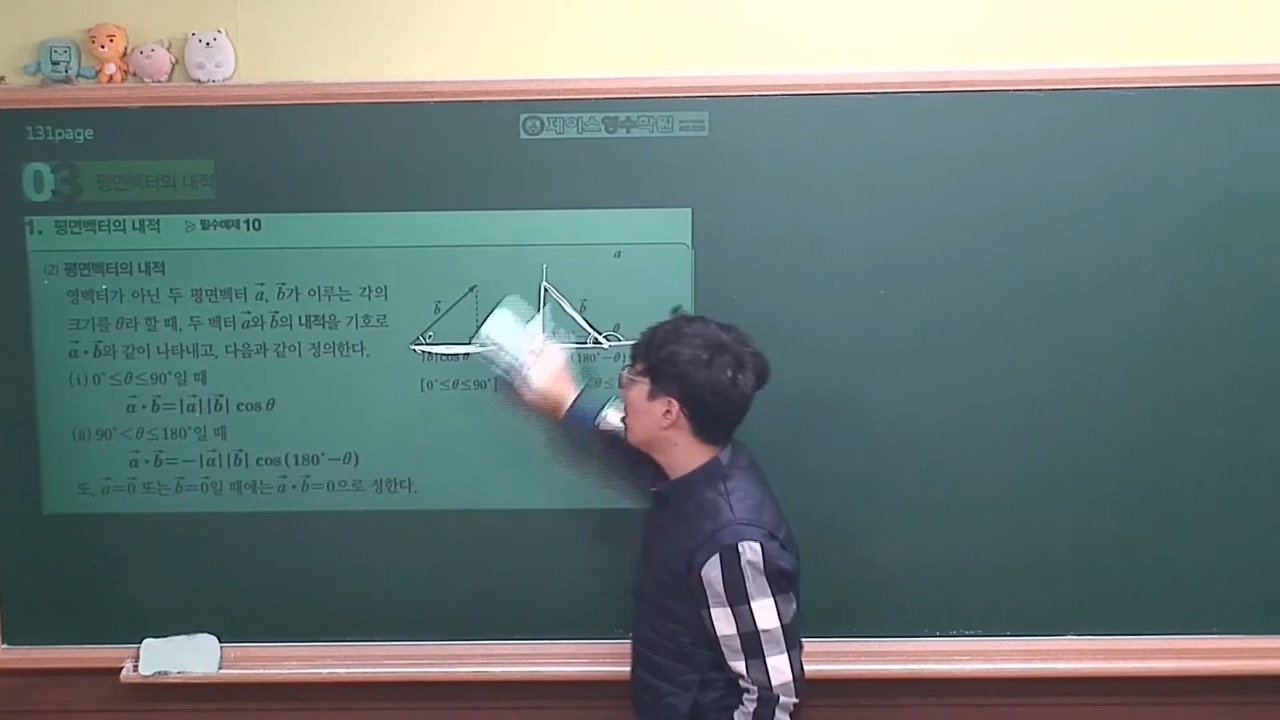 131page
제이스영수학원
03 평면벡터의 내적
1. 평면벡터의 내적 필수예제 10
(2) 평면벡터의 내적
영벡터가 아닌 두 평면벡터 a⃗, b⃗가 이루는 각의
크기를 θ라 할 때, 두 벡터 a⃗와 b⃗의 내적을 기호로
a⃗·b⃗와 같이 나타내고, 다음과 같이 정의한다.
(ⅰ) 0°≤θ≤90°일 때
a⃗·b⃗=|a⃗||b⃗| cos θ
(ⅱ) 90°<θ≤180°일 때
a⃗·b⃗=-|a⃗||b⃗| cos(180°-θ)
또, a⃗=0⃗ 또는 b⃗=0⃗일 때에는 a⃗·b⃗=0으로 정한다.
a
b⃗
θ
|b⃗|cos θ
[0°≤θ≤90°]
b⃗
θ
(180°-θ)